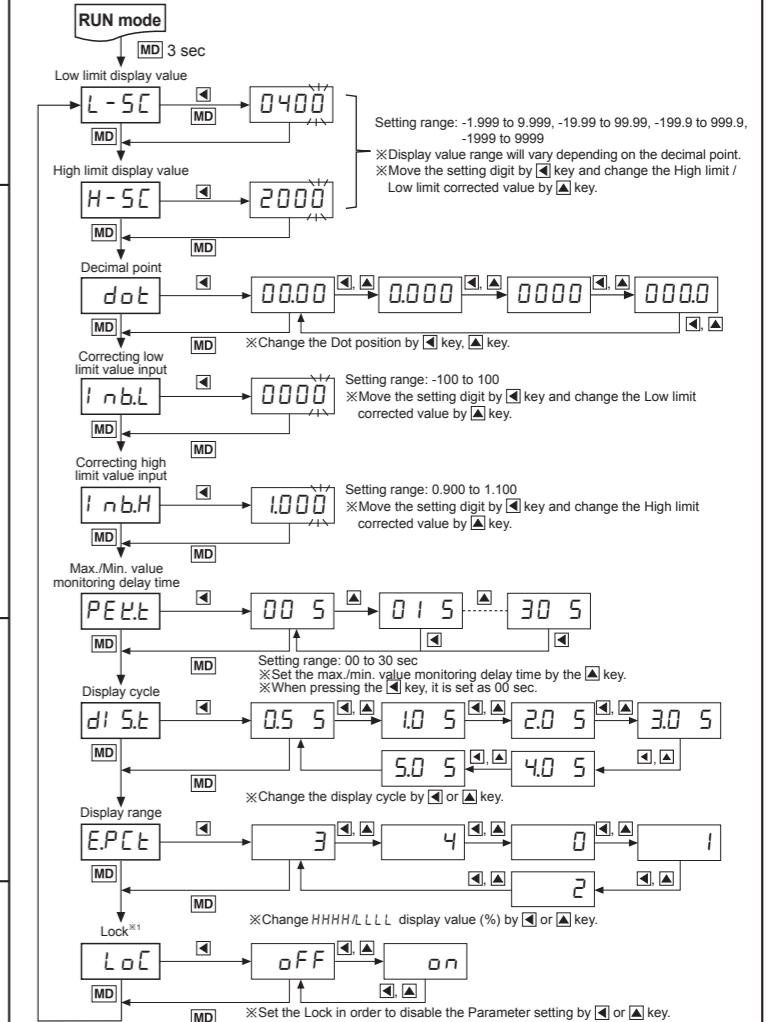 RUN mode
MD 3 sec
Low limit display value
L-SC ◀ MD 0400
MD
Setting range: -1.999 to 9.999, -19.99 to 99.99, -199.9 to 999.9,
-1999 to 9999
※Display value range will vary depending on the decimal point.
※Move the setting digit by ◀ key and change the High limit /
Low limit corrected value by ▲ key.
High limit display value
H-SC ◀ 2000
MD MD
Decimal point
dot ◀ 00.00 ◀, ▲ 0.000 ◀, ▲ 0000 ◀, ▲ 000.0
◀, ▲
MD MD ※Change the Dot position by ◀ key, ▲ key.
Correcting low
limit value input
Inb.L ◀ 0000 Setting range: -100 to 100
※Move the setting digit by ◀ key and change the Low limit
corrected value by ▲ key.
MD MD
Correcting high
limit value input
Inb.H ◀ 1.000 Setting range: 0.900 to 1.100
※Move the setting digit by ◀ key and change the High limit
corrected value by ▲ key.
MD MD
Max./Min. value
monitoring delay time
PEK.t ◀ 00 S ▲ 01 S ▲ 30 S
◀ ◀
MD MD Setting range: 00 to 30 sec
※Set the max./min. value monitoring delay time by the ▲ key.
※When pressing the ◀ key, it is set as 00 sec.
Display cycle
dIS.t ◀ 0.5 S ◀, ▲ 1.0 S ◀, ▲ 2.0 S ◀, ▲ 3.0 S
5.0 S ◀, ▲ 4.0 S ◀, ▲
MD MD ※Change the display cycle by ◀ or ▲ key.
Display range
E.PCt ◀ 3 ◀, ▲ 4 ◀, ▲ 0 ◀, ▲ 1
◀, ▲ 2 ◀, ▲
MD MD ※Change HHHH/LLLL display value (%) by ◀ or ▲ key.
Lock※1
LoC ◀ oFF ◀, ▲ on
◀, ▲
MD MD ※Set the Lock in order to disable the Parameter setting by ◀ or ▲ key.